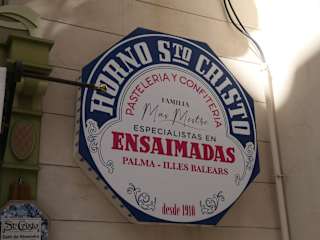 HORNO Sto CRISTO
PASTELERIA Y CONFITERIA
FAMILIA
Mas Mestre
ESPECIALISTAS EN
ENSAIMADAS
PALMA - ILLES BALEARS
desde 1910